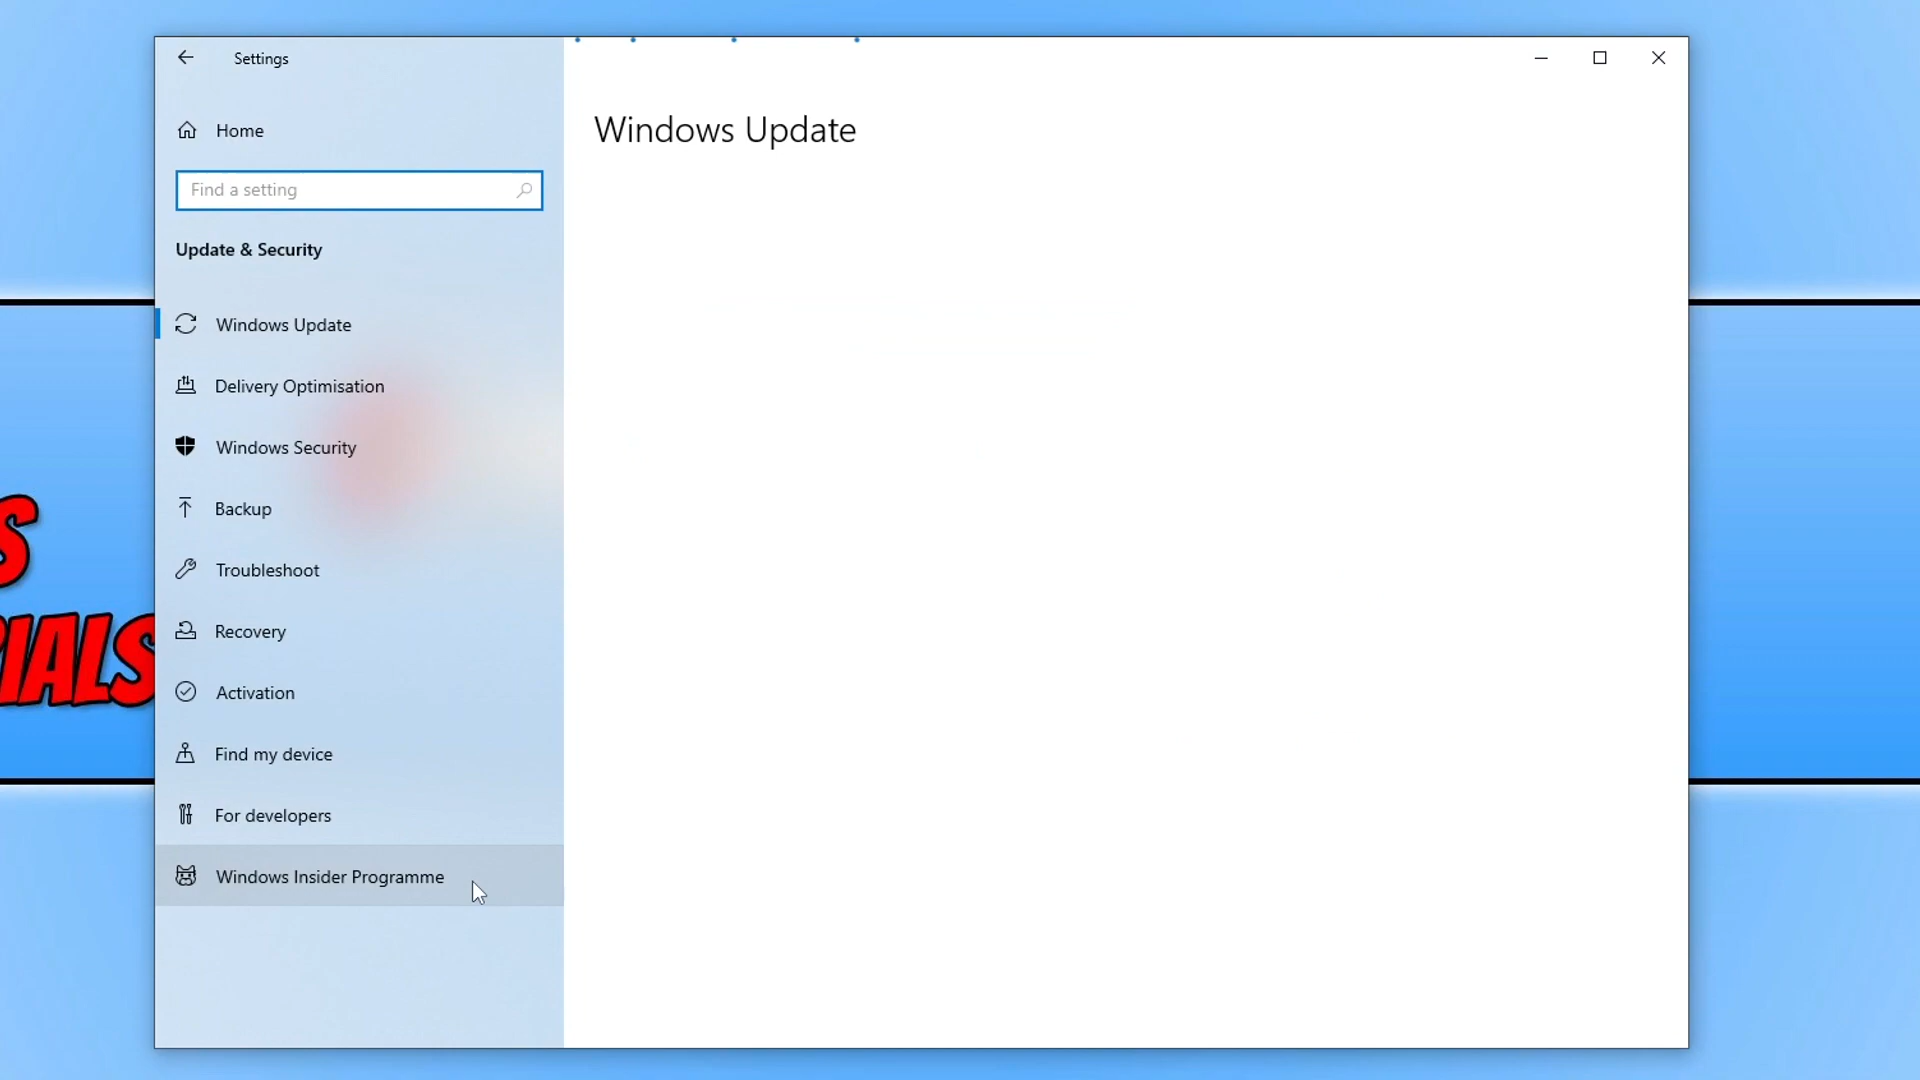 Settings
Home
Find a setting
Update & Security
Windows Update
Delivery Optimisation
Windows Security
Backup
Troubleshoot
Recovery
Activation
Find my device
For developers
Windows Insider Programme
Windows Update
S
IALS